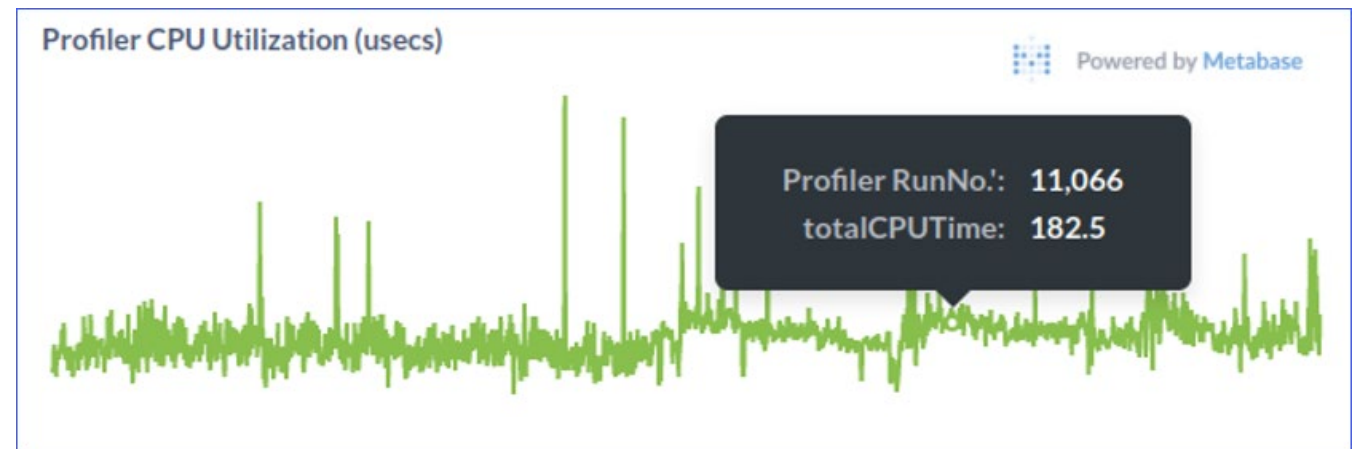 Profiler CPU Utilization (usecs)
Powered by Metabase
Profiler RunNo.': 11,066
totalCPUTime: 182.5